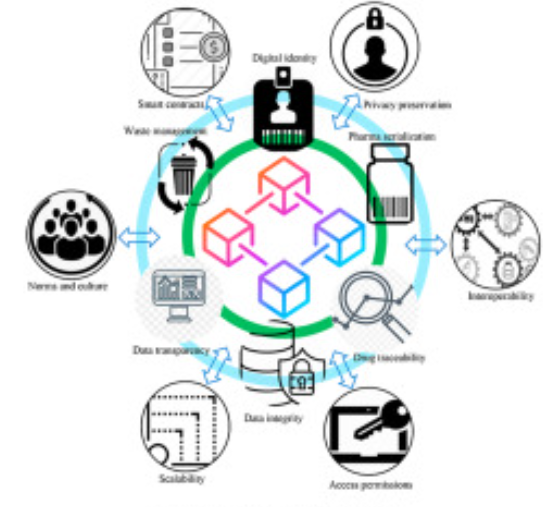 Digital identity
Smart contracts
Privacy preservation
Waste management
Pharma serialization
Norms and culture
Interoperability
Data transparency
Drug traceability
Data integrity
Scalability
Access permissions